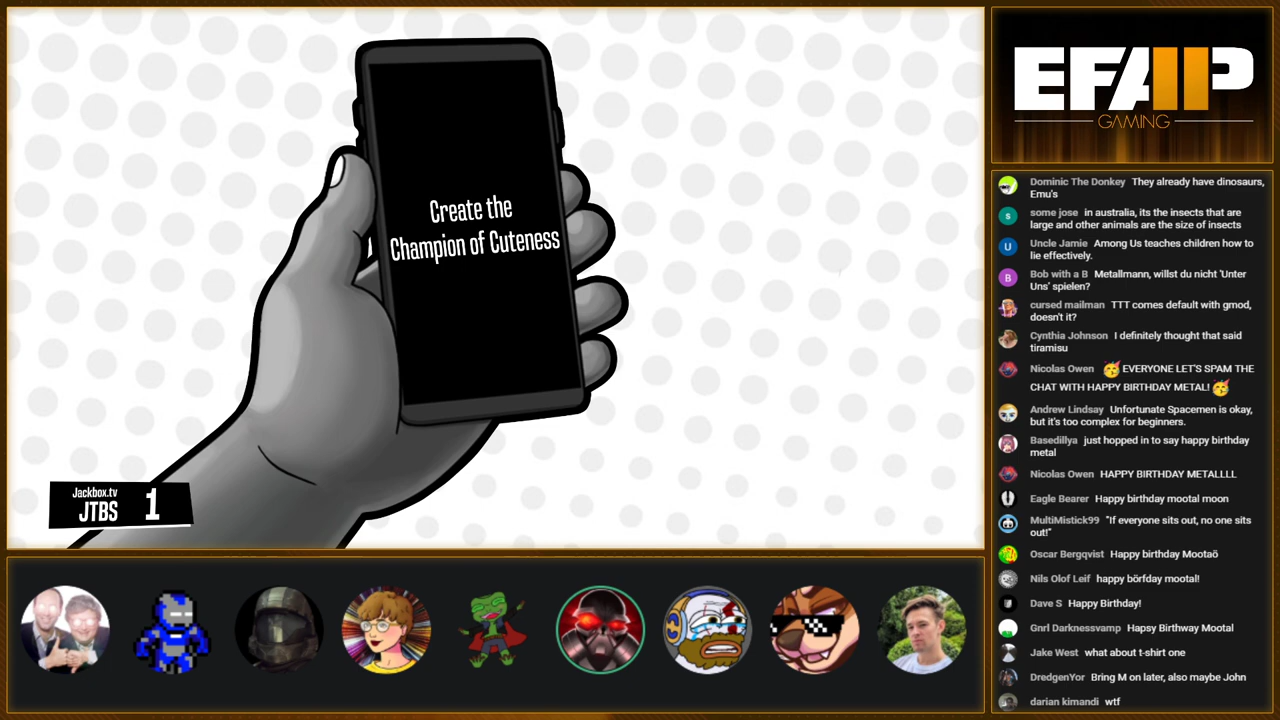 Create the
Champion of Cuteness
Jackbox.tv
JTBS 1
EFAP
GAMING
Dominic The Donkey They already have dinosaurs,
Emu's
some jose in australia, its the insects that are
large and other animals are the size of insects
Uncle Jamie Among Us teaches children how to
lie effectively.
Bob with a B Metallmann, willst du nicht 'Unter
Uns' spielen?
cursed mailman TTT comes default with gmod,
doesn't it?
Cynthia Johnson I definitely thought that said
tiramisu
Nicolas Owen 🥳 EVERYONE LET'S SPAM THE
CHAT WITH HAPPY BIRTHDAY METAL! 🥳
Andrew Lindsay Unfortunate Spacemen is okay,
but it's too complex for beginners.
Basedillya just hopped in to say happy birthday
metal
Nicolas Owen HAPPY BIRTHDAY METALLLL
Eagle Bearer Happy birthday mootal moon
MultiMistick99 "If everyone sits out, no one sits
out!"
Oscar Bergqvist Happy birthday Mootaö
Nils Olof Leif happy börfday mootal!
Dave S Happy Birthday!
Gnrl Darknessvamp Hapsy Birthway Mootal
Jake West what about t-shirt one
DredgenYor Bring M on later, also maybe John
darian kimandi wtf